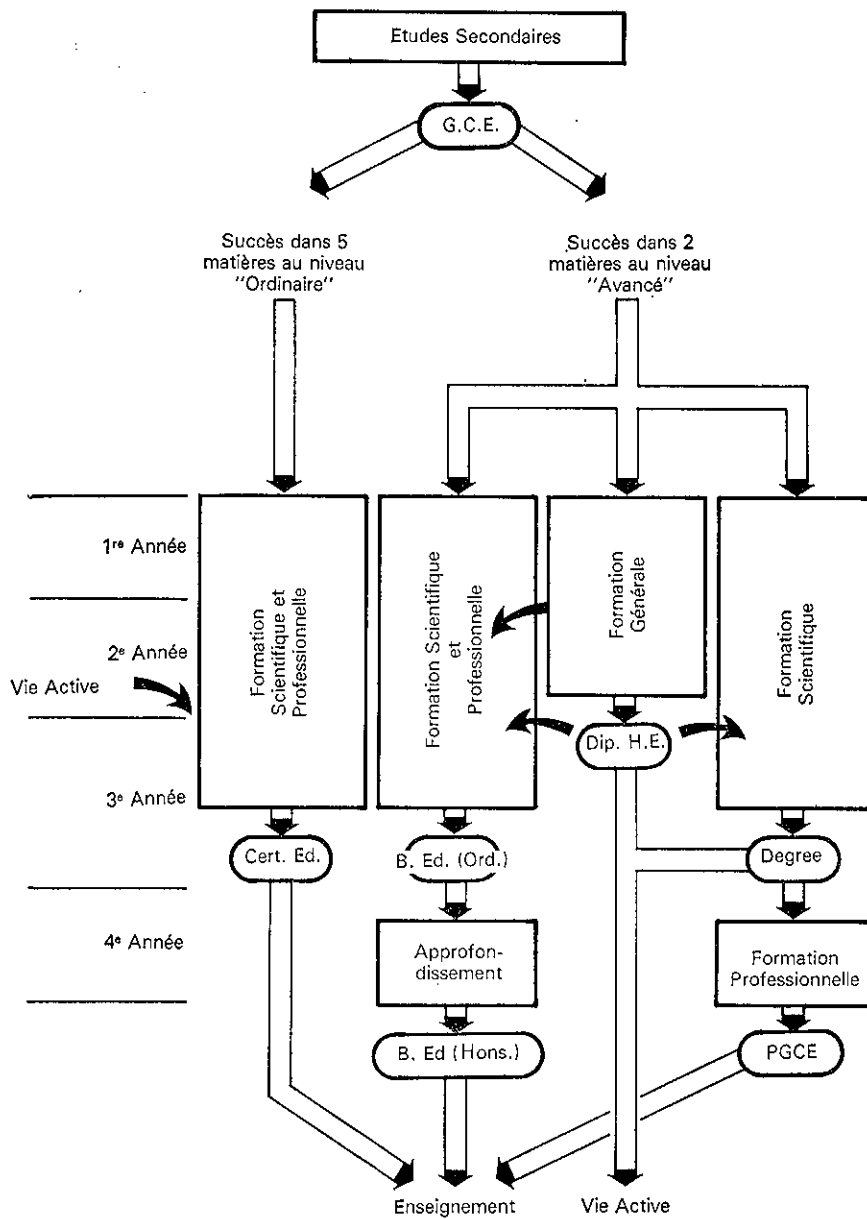 Etudes Secondaires
G.C.E.
Succès dans 5
matières au niveau
"Ordinaire"
Succès dans 2
matières au niveau
"Avancé"
1re Année
2e Année
Vie Active
3e Année
4e Année
Formation
Scientifique et
Professionnelle
Formation Scientifique
et
Professionnelle
Formation
Générale
Formation
Scientifique
Dip. H.E.
Cert. Ed.
B. Ed. (Ord.)
Degree
Approfon-
dissement
Formation
Professionnelle
B. Ed (Hons.)
PGCE
Enseignement
Vie Active